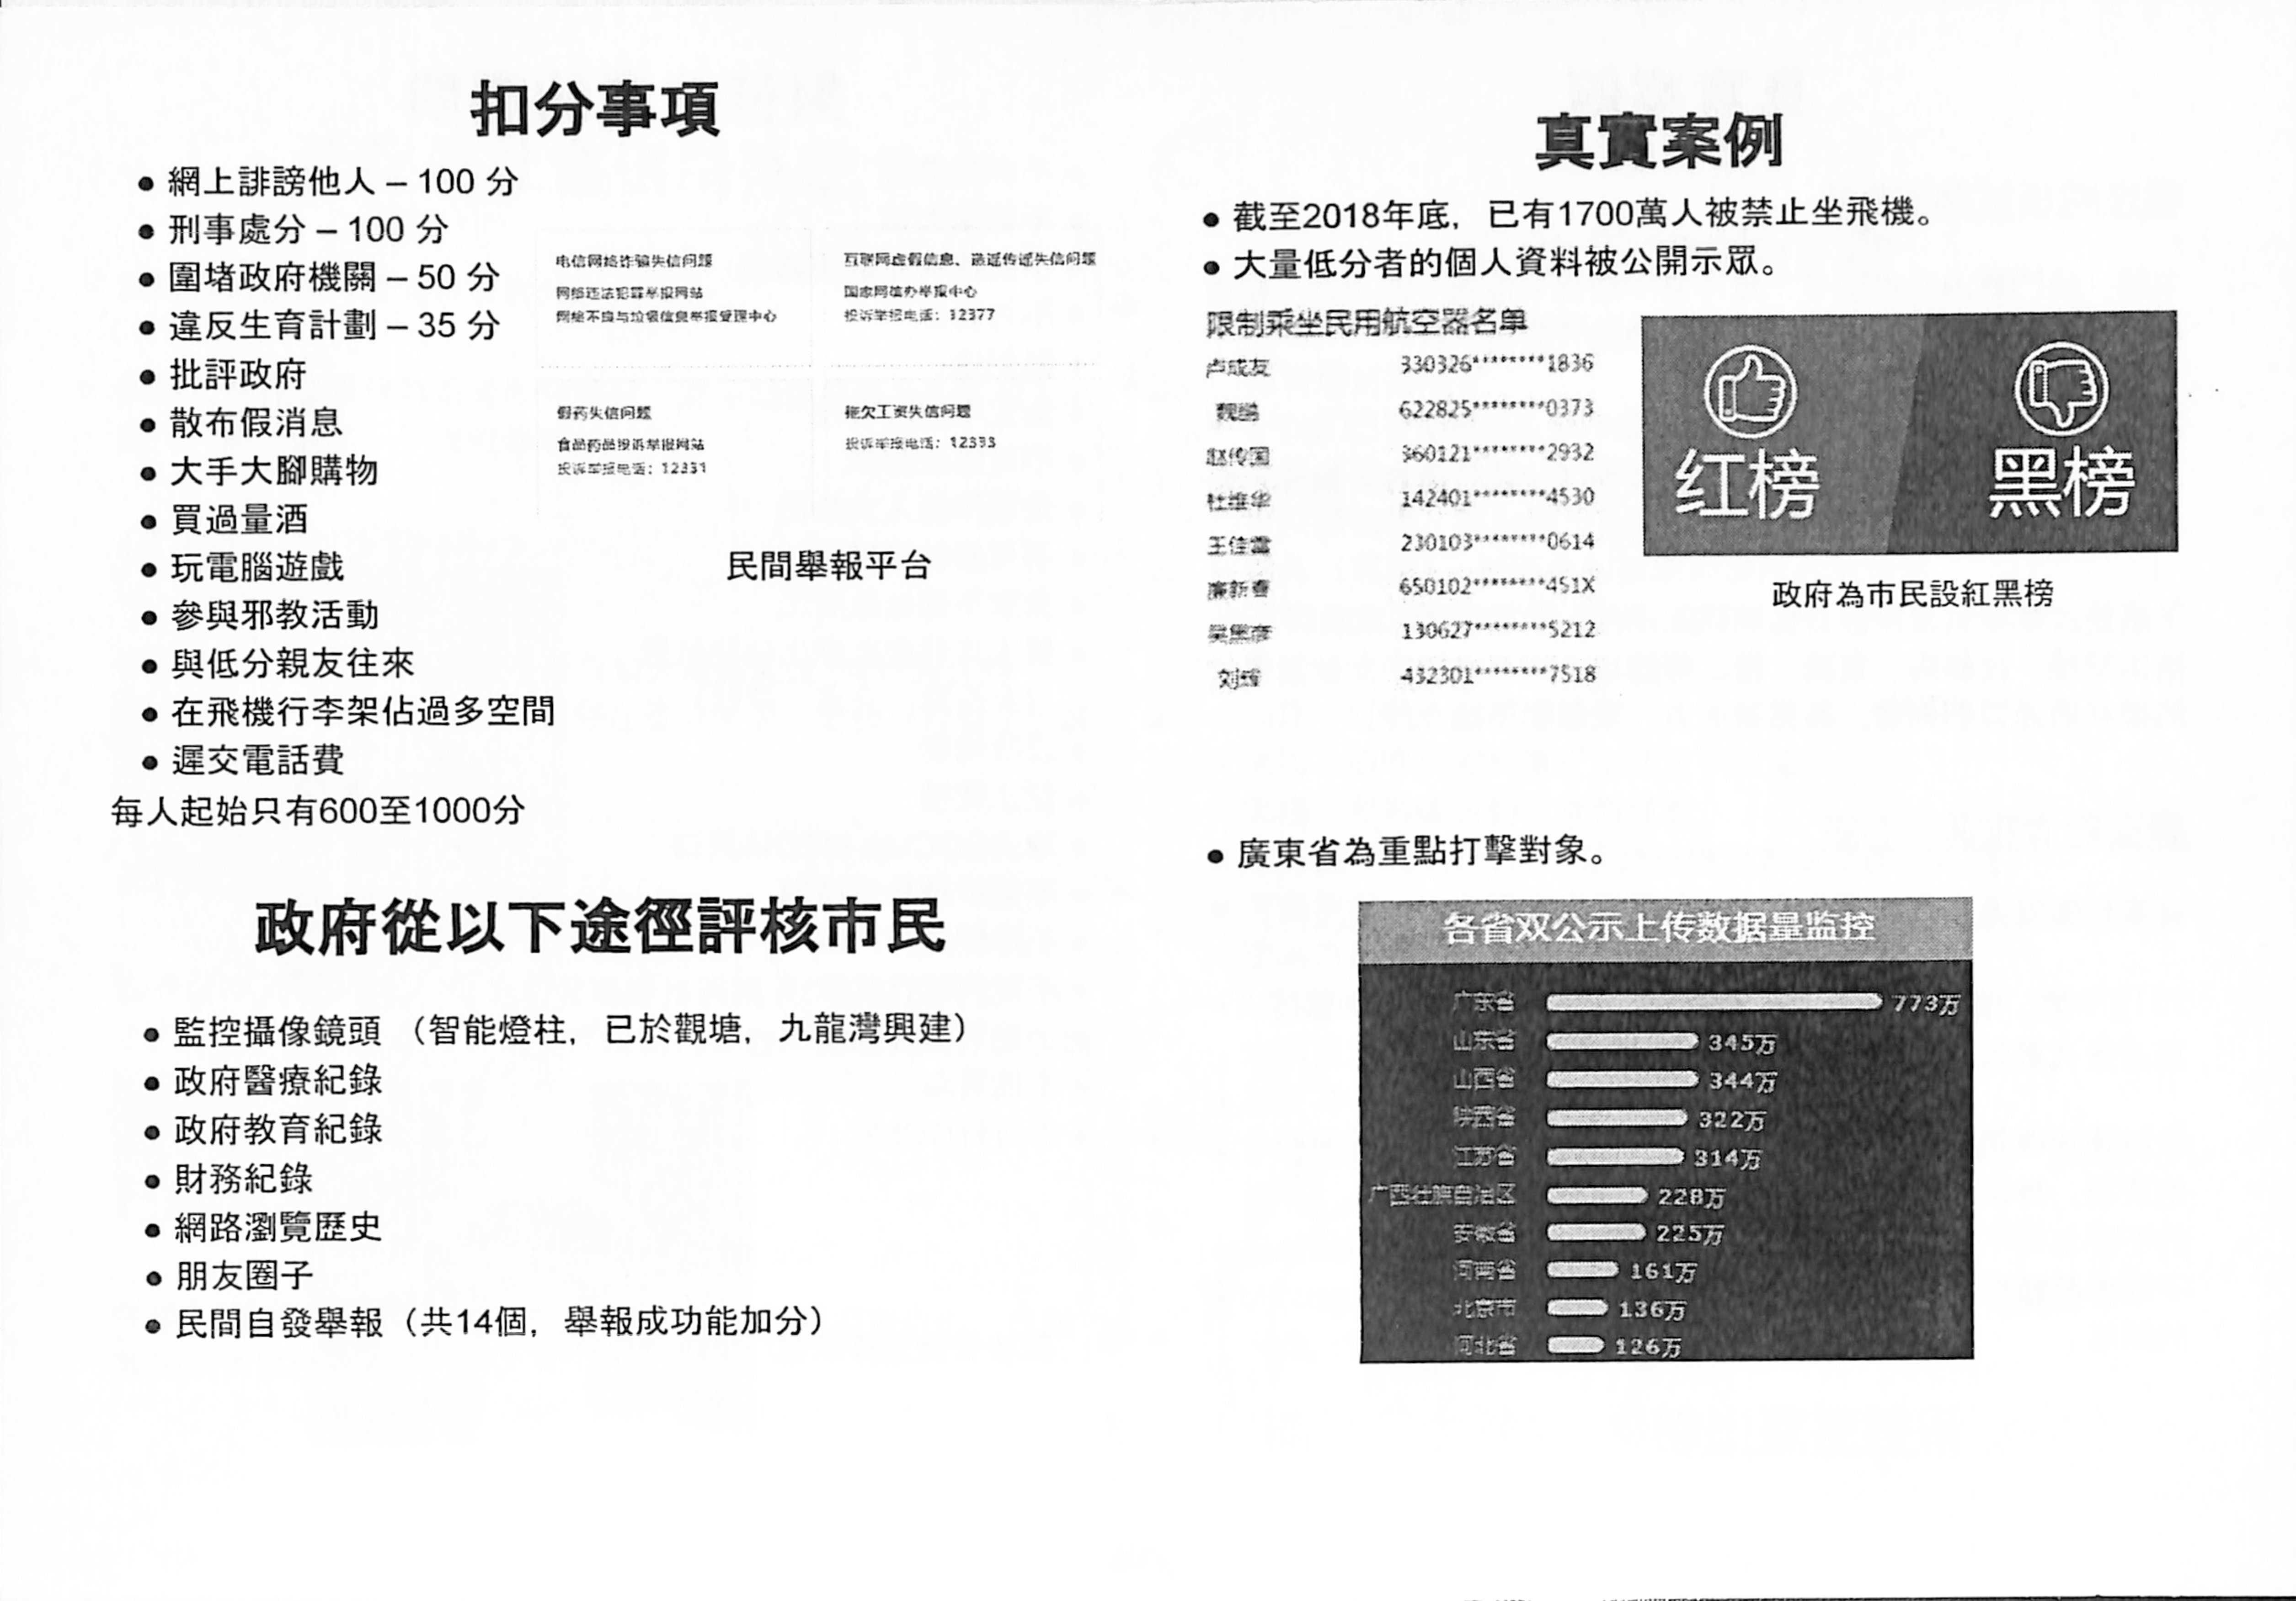 扣分事項
● 網上誹謗他人 – 100 分
● 刑事處分 – 100 分
● 圍堵政府機關 – 50 分
● 違反生育計劃 – 35 分
● 批評政府
● 散布假消息
● 大手大腳購物
● 買過量酒
● 玩電腦遊戲
● 參與邪教活動
● 與低分親友往來
● 在飛機行李架佔過多空間
● 遲交電話費
每人起始只有600至1000分
电信网络诈骗失信问题
网络违法犯罪举报网站
网络不良与垃圾信息举报受理中心
互联网虚假信息、谣谣传谣失信问题
国家网信办举报中心
投诉举报电话：12377
假药失信问题
食品药品投诉举报网站
投诉举报电话：12331
拖欠工资失信问题
投诉举报电话：12333
民間舉報平台
政府從以下途徑評核市民
● 監控攝像鏡頭 （智能燈柱，已於觀塘，九龍灣興建）
● 政府醫療紀錄
● 政府教育紀錄
● 財務紀錄
● 網路瀏覽歷史
● 朋友圈子
● 民間自發舉報（共14個，舉報成功能加分）
真實案例
● 截至2018年底，已有1700萬人被禁止坐飛機。
● 大量低分者的個人資料被公開示眾。
限制乘坐民用航空器名单
卢成友 330326********1836
魏鹏 622825********0373
赵传国 360121********2932
杜维华 142401********4530
王佳 230103********0614
650102********451X
130627********5212
刘辉 432301********7518
红榜
黑榜
政府為市民設紅黑榜
● 廣東省為重點打擊對象。
各省双公示上传数据量监控
广东省 773万
山东省 345万
山西省 344万
陕西省 322万
江苏省 314万
广西壮族自治区 228万
安徽省 225万
河南省 161万
北京市 136万
河北省 126万